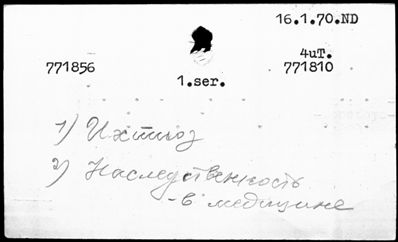 16.1.70.ND
4uT.
771856 771810
1.ser.
1) Ихтиоз
2) Наследственность
-в медицине